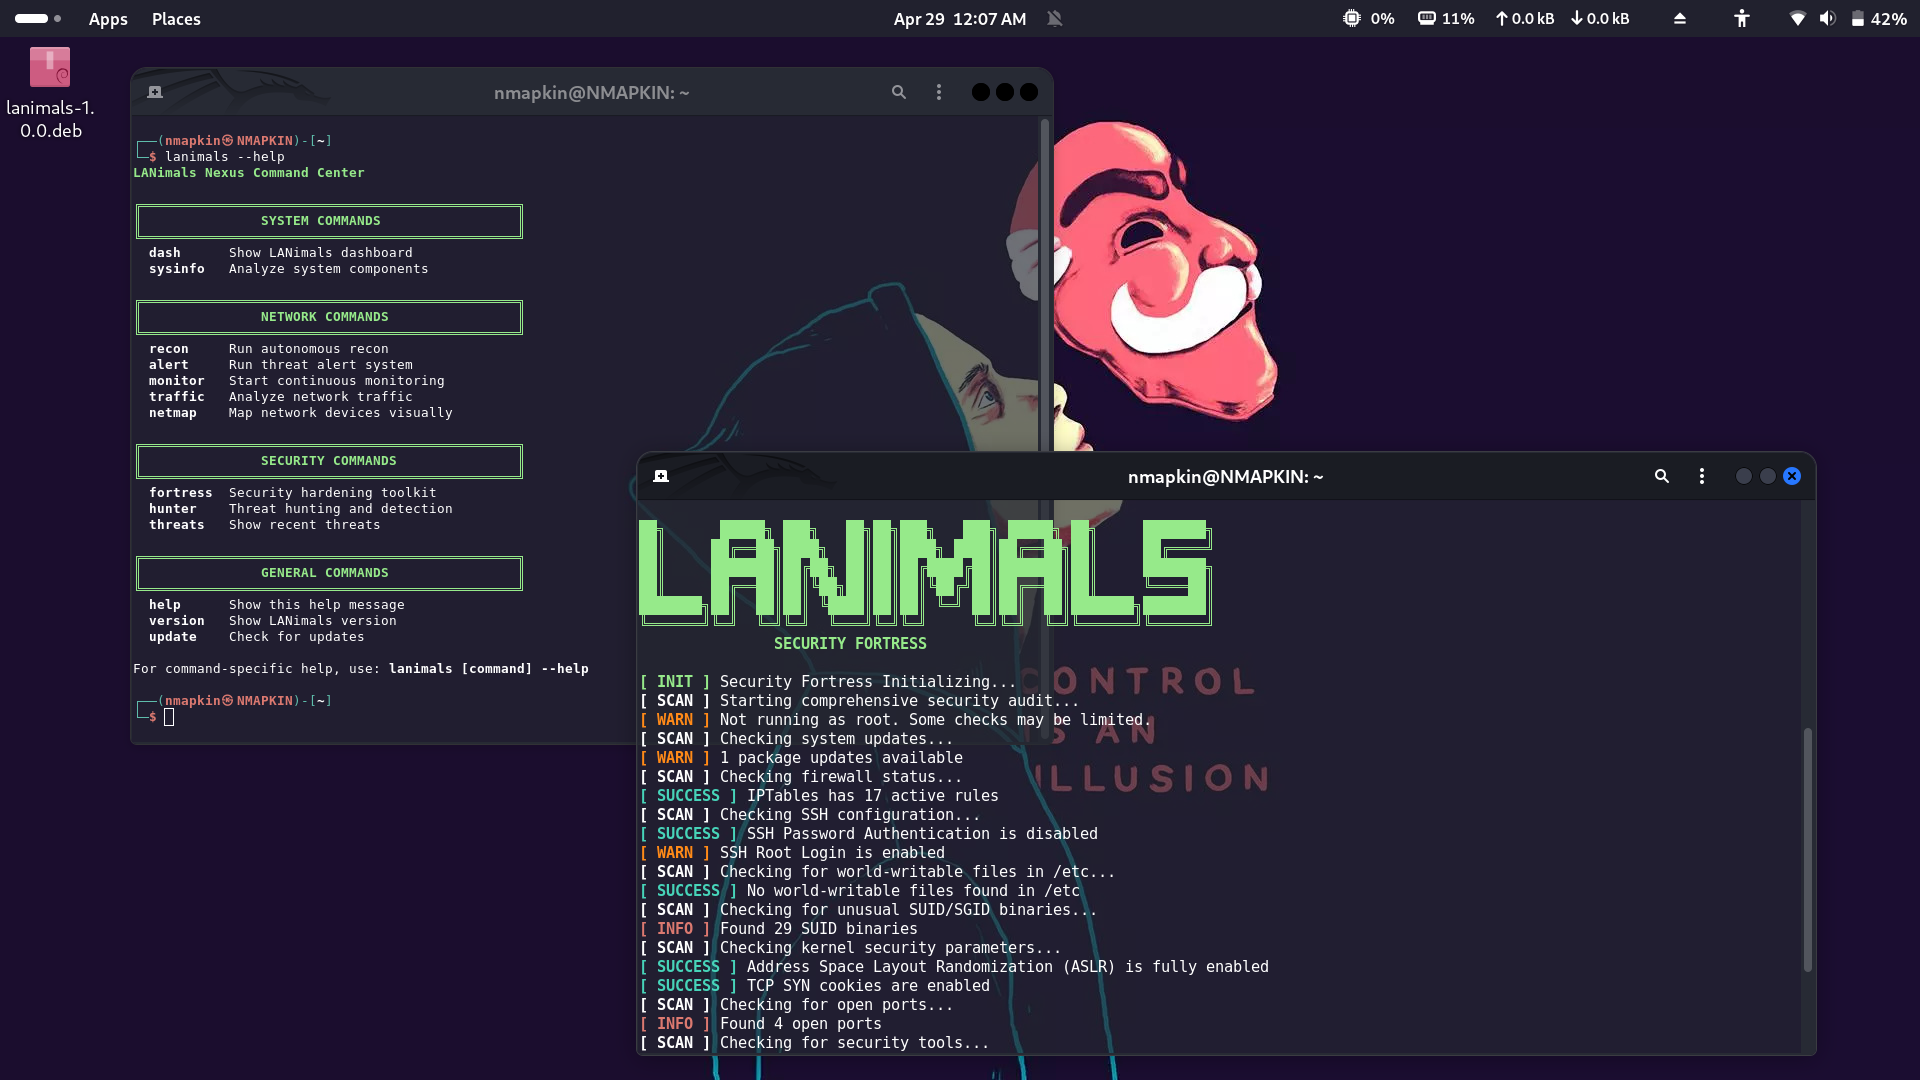 Apps Places Apr 29 12:07 AM 0% 11% 0.0 kB 0.0 kB 42%
lanimals-1.
0.0.deb
nmapkin@NMAPKIN: ~
┌──(nmapkin㉿NMAPKIN)-[~]
└─$ lanimals --help
LANimals Nexus Command Center
SYSTEM COMMANDS
dash Show LANimals dashboard
sysinfo Analyze system components
NETWORK COMMANDS
recon Run autonomous recon
alert Run threat alert system
monitor Start continuous monitoring
traffic Analyze network traffic
netmap Map network devices visually
SECURITY COMMANDS
fortress Security hardening toolkit
hunter Threat hunting and detection
threats Show recent threats
GENERAL COMMANDS
help Show this help message
version Show LANimals version
update Check for updates
For command-specific help, use: lanimals [command] --help
┌──(nmapkin㉿NMAPKIN)-[~]
└─$
nmapkin@NMAPKIN: ~
LANIMALS
SECURITY FORTRESS
[ INIT ] Security Fortress Initializing...
[ SCAN ] Starting comprehensive security audit...
[ WARN ] Not running as root. Some checks may be limited.
[ SCAN ] Checking system updates...
[ WARN ] 1 package updates available
[ SCAN ] Checking firewall status...
[ SUCCESS ] IPTables has 17 active rules
[ SCAN ] Checking SSH configuration...
[ SUCCESS ] SSH Password Authentication is disabled
[ WARN ] SSH Root Login is enabled
[ SCAN ] Checking for world-writable files in /etc...
[ SUCCESS ] No world-writable files found in /etc
[ SCAN ] Checking for unusual SUID/SGID binaries...
[ INFO ] Found 29 SUID binaries
[ SCAN ] Checking kernel security parameters...
[ SUCCESS ] Address Space Layout Randomization (ASLR) is fully enabled
[ SUCCESS ] TCP SYN cookies are enabled
[ SCAN ] Checking for open ports...
[ INFO ] Found 4 open ports
[ SCAN ] Checking for security tools...
CONTROL
IS AN
ILLUSION